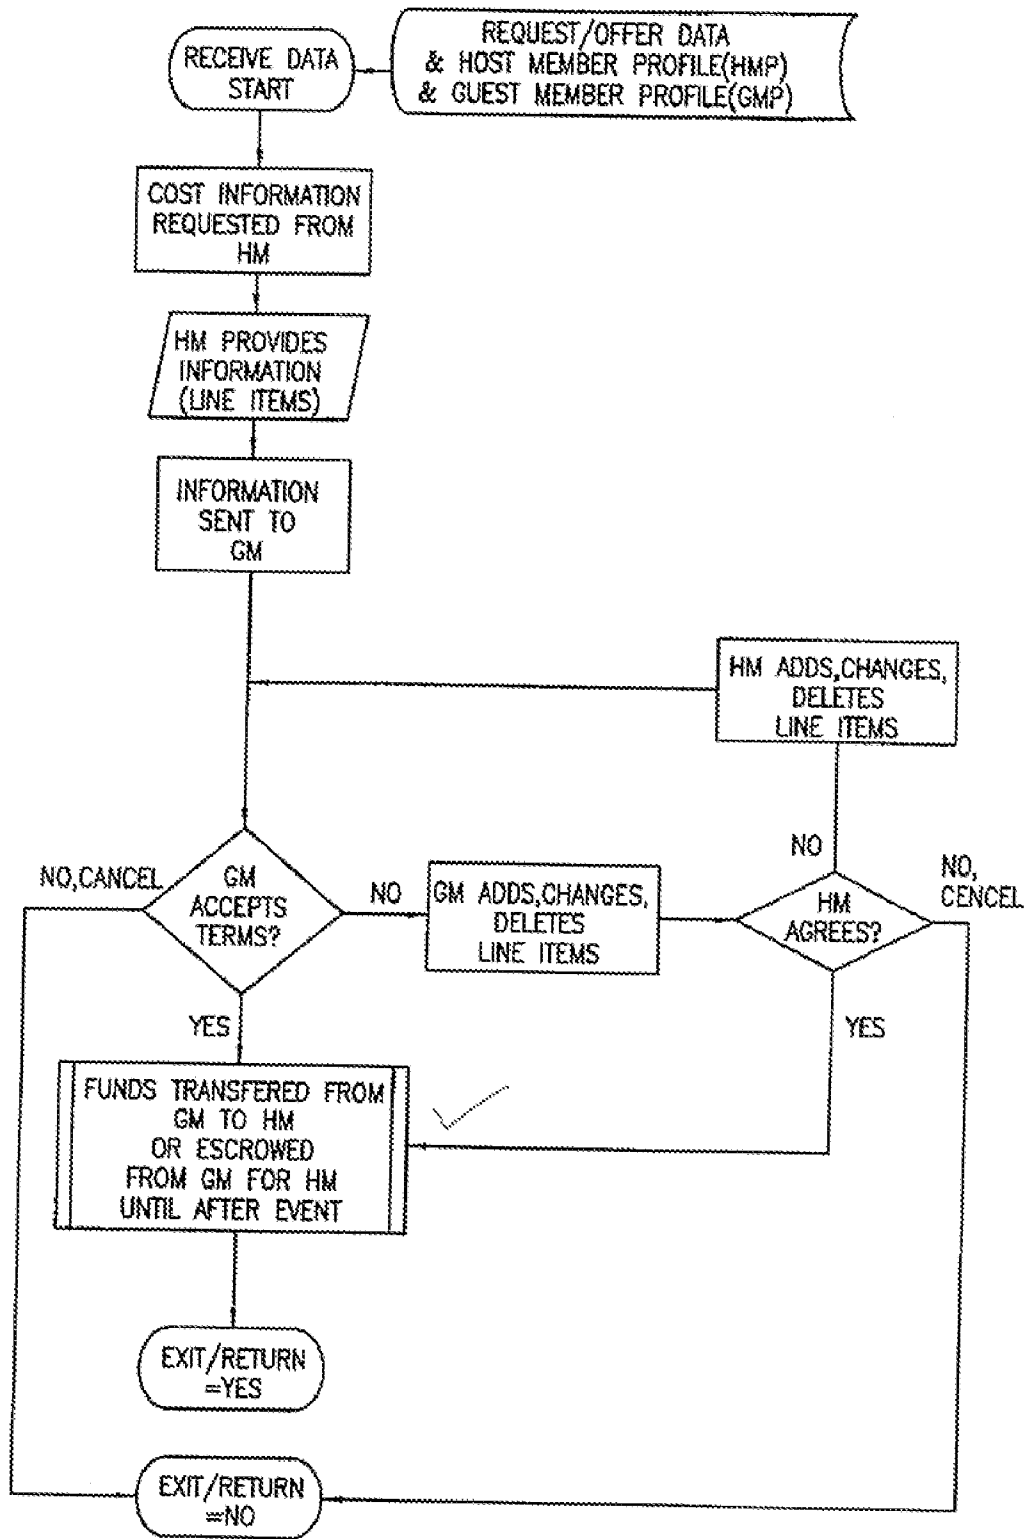 RECEIVE DATA
START
REQUEST/OFFER DATA
& HOST MEMBER PROFILE(HMP)
& GUEST MEMBER PROFILE(GMP)
COST INFORMATION
REQUESTED FROM
HM
HM PROVIDES
INFORMATION
(LINE ITEMS)
INFORMATION
SENT TO
GM
HM ADDS,CHANGES,
DELETES
LINE ITEMS
NO,CANCEL
GM
ACCEPTS
TERMS?
NO
GM ADDS,CHANGES,
DELETES
LINE ITEMS
NO
HM
AGREES?
NO,
CENCEL
YES
YES
FUNDS TRANSFERED FROM
GM TO HM
OR ESCROWED
FROM GM FOR HM
UNTIL AFTER EVENT
EXIT/RETURN
=YES
EXIT/RETURN
=NO